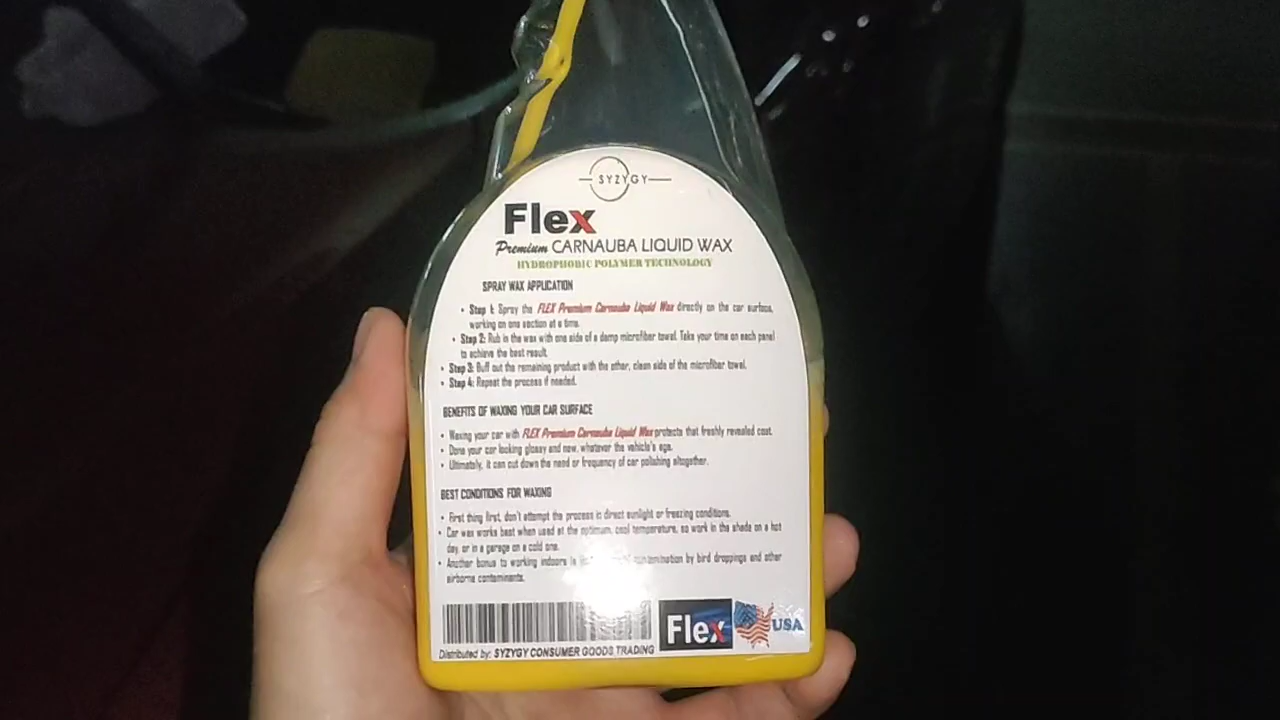 SYZYGY
Flex
Premium CARNAUBA LIQUID WAX
HYDROPHOBIC POLYMER TECHNOLOGY
SPRAY WAX APPLICATION
• Step 1: Spray the FLEX Premium Carnauba Liquid Wax directly on the car surface,
working on one section at a time.
• Step 2: Rub in the wax with one side of a damp microfiber towel. Take your time on each panel
to achieve the best result.
• Step 3: Buff out the remaining product with the other, clean side of the microfiber towel.
• Step 4: Repeat the process if needed.
BENEFITS OF WAXING YOUR CAR SURFACE
• Waxing your car with FLEX Premium Carnauba Liquid Wax protects that freshly revealed coat.
• Done your car looking glossy and new, whatever the vehicle's age.
• Ultimately, it can cut down the need or frequency of car polishing altogether.
BEST CONDITIONS FOR WAXING
• First thing first, don't attempt the process in direct sunlight or freezing conditions.
• Car wax works best when used at the optimum, cool temperature, so work in the shade on a hot
day, or in a garage on a cold one.
• Another bonus to working indoors is contamination by bird droppings and other
airborne contaminants.
Flex USA
Distributed by: SYZYGY CONSUMER GOODS TRADING